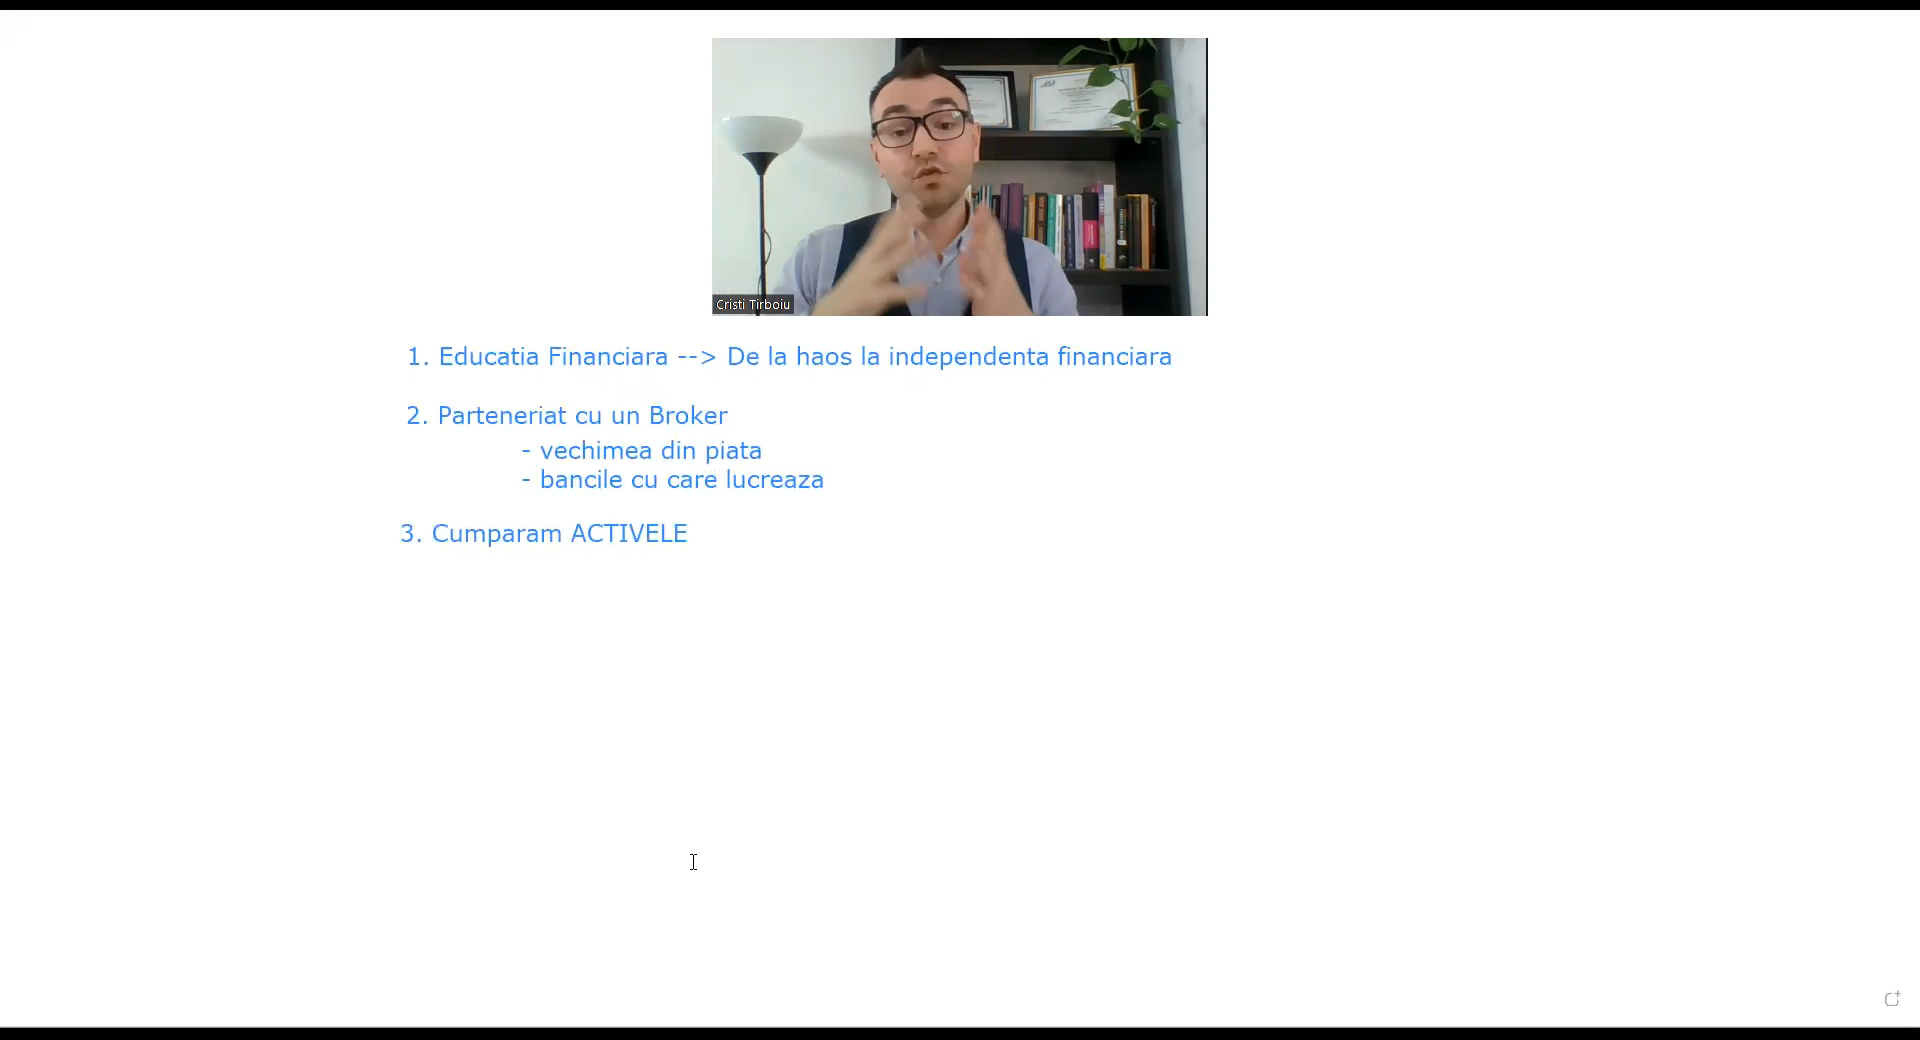 Cristi Tirboiu
1. Educatia Financiara --> De la haos la independenta financiara
2. Parteneriat cu un Broker
- vechimea din piata
- bancile cu care lucreaza
3. Cumparam ACTIVELE